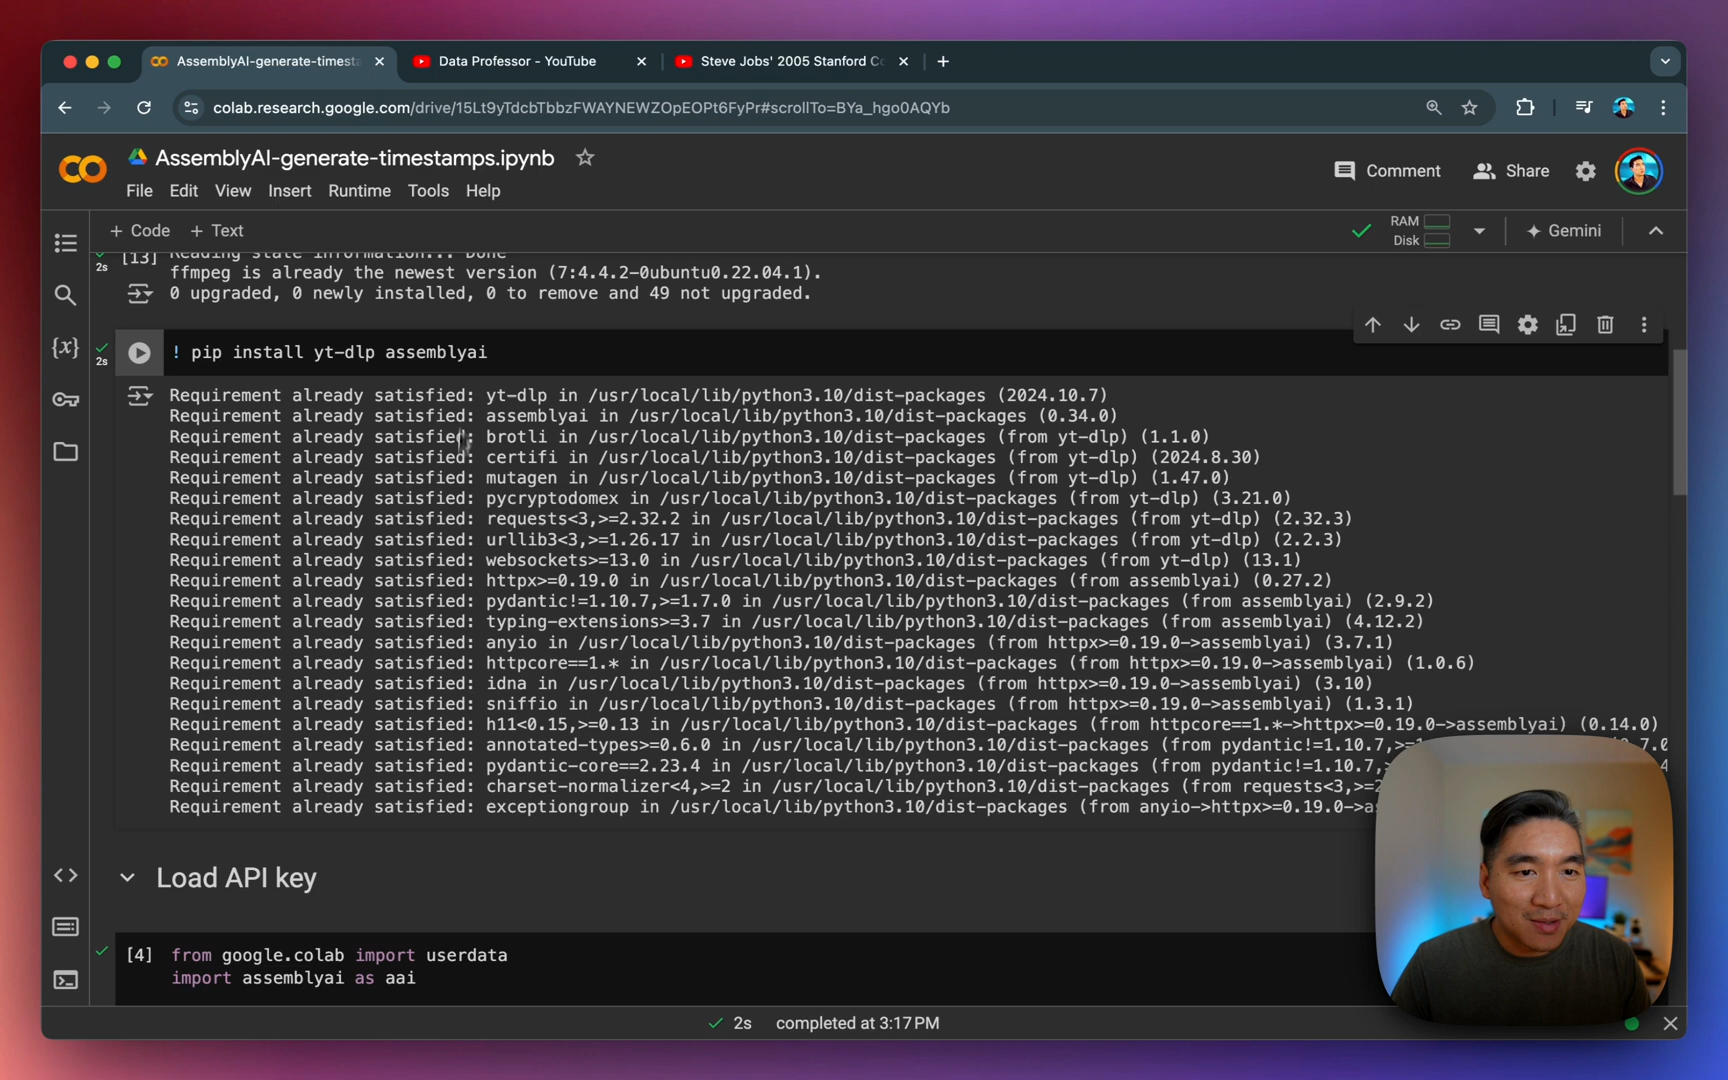 AssemblyAI-generate-timesta
Data Professor - YouTube
Steve Jobs' 2005 Stanford Co
colab.research.google.com/drive/15Lt9yTdcbTbbzFWAYNEWZOpEOPt6FyPr#scrollTo=BYa_hgo0AQYb
AssemblyAI-generate-timestamps.ipynb
Comment
Share
File Edit View Insert Runtime Tools Help
+ Code + Text
RAM
Disk
Gemini
2s
[13] Reading state information... Done
ffmpeg is already the newest version (7:4.4.2-0ubuntu0.22.04.1).
0 upgraded, 0 newly installed, 0 to remove and 49 not upgraded.
2s
! pip install yt-dlp assemblyai
Requirement already satisfied: yt-dlp in /usr/local/lib/python3.10/dist-packages (2024.10.7)
Requirement already satisfied: assemblyai in /usr/local/lib/python3.10/dist-packages (0.34.0)
Requirement already satisfied: brotli in /usr/local/lib/python3.10/dist-packages (from yt-dlp) (1.1.0)
Requirement already satisfied: certifi in /usr/local/lib/python3.10/dist-packages (from yt-dlp) (2024.8.30)
Requirement already satisfied: mutagen in /usr/local/lib/python3.10/dist-packages (from yt-dlp) (1.47.0)
Requirement already satisfied: pycryptodomex in /usr/local/lib/python3.10/dist-packages (from yt-dlp) (3.21.0)
Requirement already satisfied: requests<3,>=2.32.2 in /usr/local/lib/python3.10/dist-packages (from yt-dlp) (2.32.3)
Requirement already satisfied: urllib3<3,>=1.26.17 in /usr/local/lib/python3.10/dist-packages (from yt-dlp) (2.2.3)
Requirement already satisfied: websockets>=13.0 in /usr/local/lib/python3.10/dist-packages (from yt-dlp) (13.1)
Requirement already satisfied: httpx>=0.19.0 in /usr/local/lib/python3.10/dist-packages (from assemblyai) (0.27.2)
Requirement already satisfied: pydantic!=1.10.7,>=1.7.0 in /usr/local/lib/python3.10/dist-packages (from assemblyai) (2.9.2)
Requirement already satisfied: typing-extensions>=3.7 in /usr/local/lib/python3.10/dist-packages (from assemblyai) (4.12.2)
Requirement already satisfied: anyio in /usr/local/lib/python3.10/dist-packages (from httpx>=0.19.0->assemblyai) (3.7.1)
Requirement already satisfied: httpcore==1.* in /usr/local/lib/python3.10/dist-packages (from httpx>=0.19.0->assemblyai) (1.0.6)
Requirement already satisfied: idna in /usr/local/lib/python3.10/dist-packages (from httpx>=0.19.0->assemblyai) (3.10)
Requirement already satisfied: sniffio in /usr/local/lib/python3.10/dist-packages (from httpx>=0.19.0->assemblyai) (1.3.1)
Requirement already satisfied: h11<0.15,>=0.13 in /usr/local/lib/python3.10/dist-packages (from httpcore==1.*->httpx>=0.19.0->assemblyai) (0.14.0)
Requirement already satisfied: annotated-types>=0.6.0 in /usr/local/lib/python3.10/dist-packages (from pydantic!=1.10.7,>=1
Requirement already satisfied: pydantic-core==2.23.4 in /usr/local/lib/python3.10/dist-packages (from pydantic!=1.10.7,>
Requirement already satisfied: charset-normalizer<4,>=2 in /usr/local/lib/python3.10/dist-packages (from requests<3,>=2
Requirement already satisfied: exceptiongroup in /usr/local/lib/python3.10/dist-packages (from anyio->httpx>=0.19.0->as
Load API key
[4] from google.colab import userdata
import assemblyai as aai
2s completed at 3:17 PM